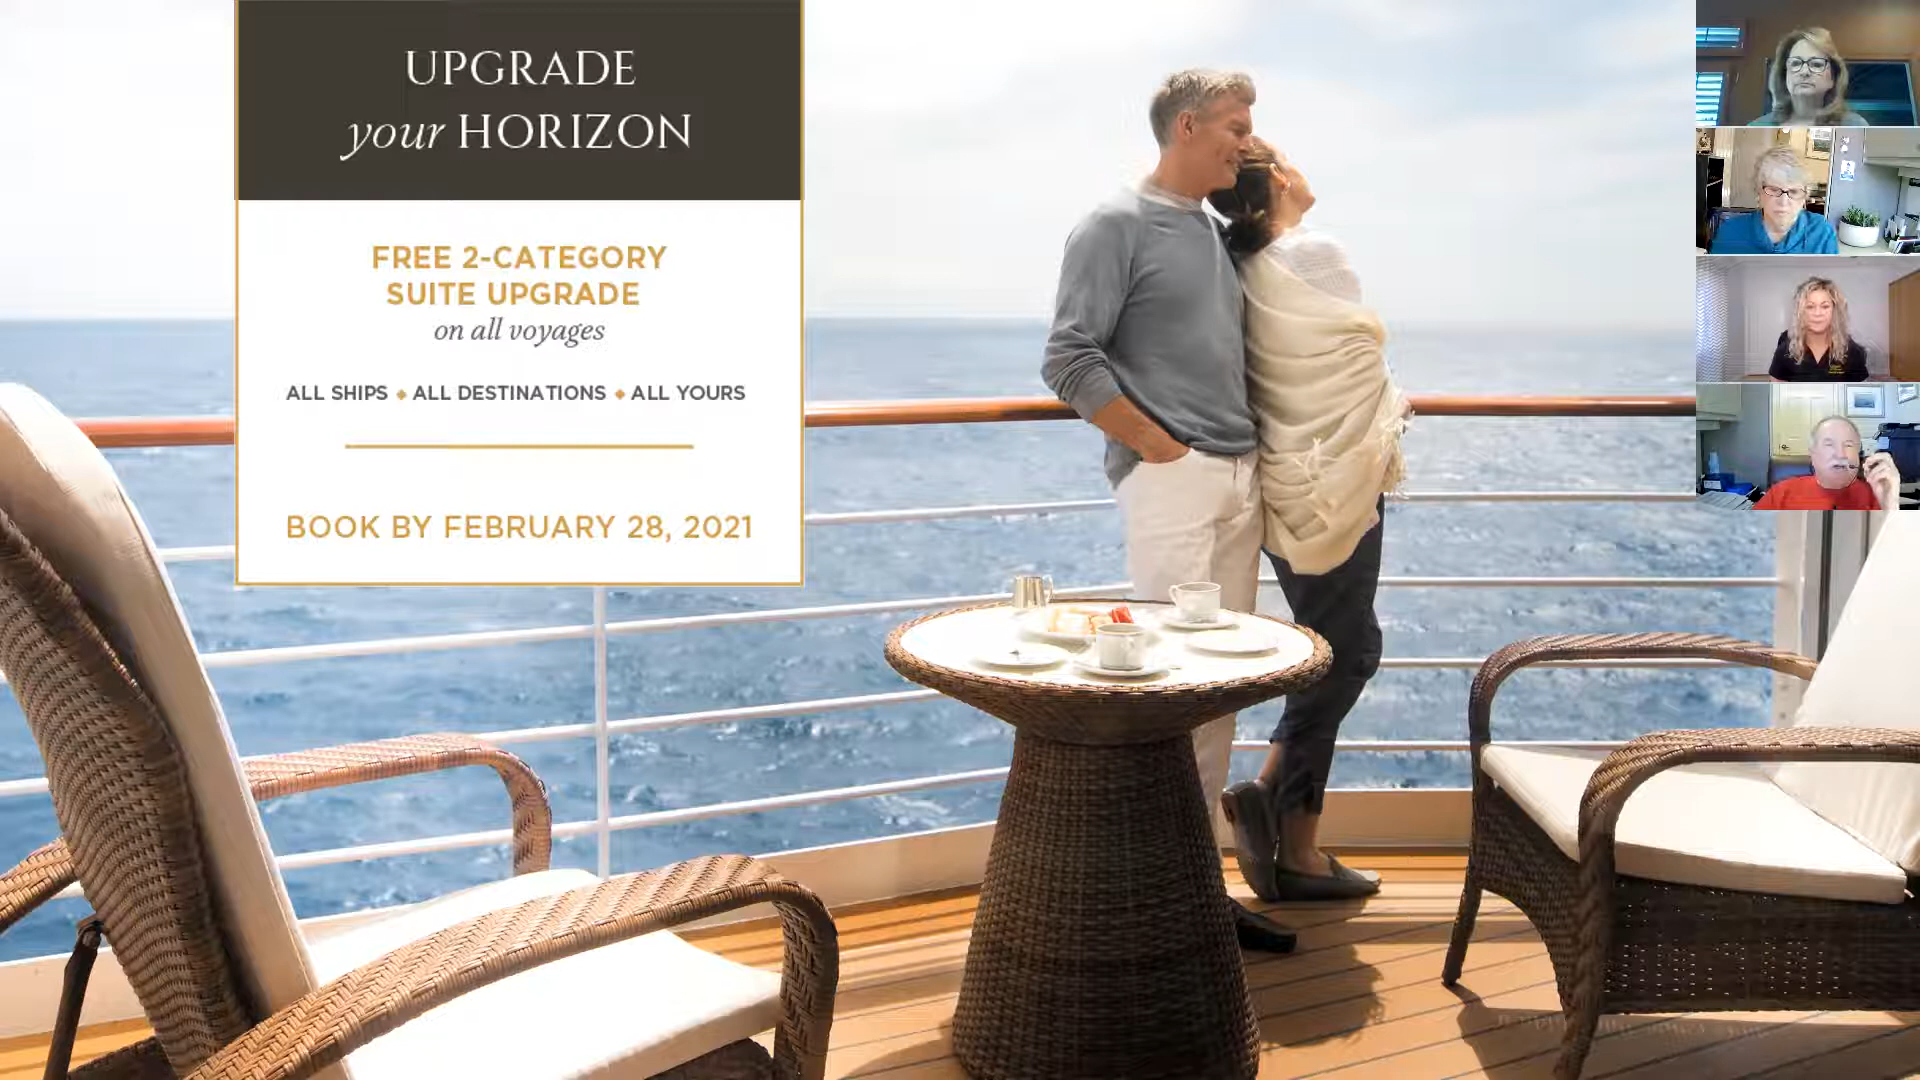 UPGRADE
your HORIZON
FREE 2-CATEGORY
SUITE UPGRADE
on all voyages
ALL SHIPS ◆ ALL DESTINATIONS ◆ ALL YOURS
BOOK BY FEBRUARY 28, 2021